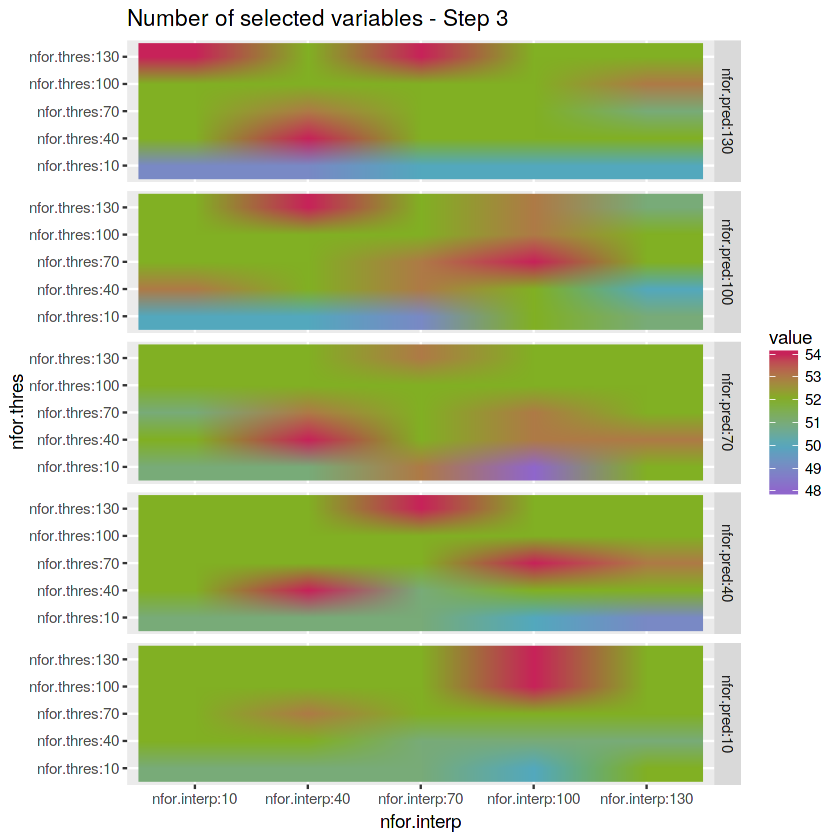 Number of selected variables - Step 3
nfor.thres
nfor.thres:130
nfor.thres:100
nfor.thres:70
nfor.thres:40
nfor.thres:10
nfor.pred:130
nfor.thres:130
nfor.thres:100
nfor.thres:70
nfor.thres:40
nfor.thres:10
nfor.pred:100
nfor.thres:130
nfor.thres:100
nfor.thres:70
nfor.thres:40
nfor.thres:10
nfor.pred:70
nfor.thres:130
nfor.thres:100
nfor.thres:70
nfor.thres:40
nfor.thres:10
nfor.pred:40
nfor.thres:130
nfor.thres:100
nfor.thres:70
nfor.thres:40
nfor.thres:10
nfor.pred:10
nfor.interp:10 nfor.interp:40 nfor.interp:70 nfor.interp:100 nfor.interp:130
nfor.interp
value
54
53
52
51
50
49
48